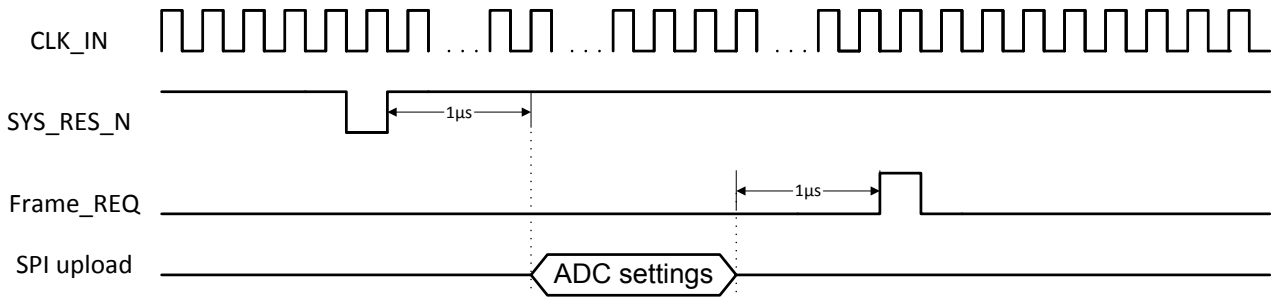 CLK_IN
... ... ...
SYS_RES_N
1µs
Frame_REQ
1µs
SPI upload
ADC settings